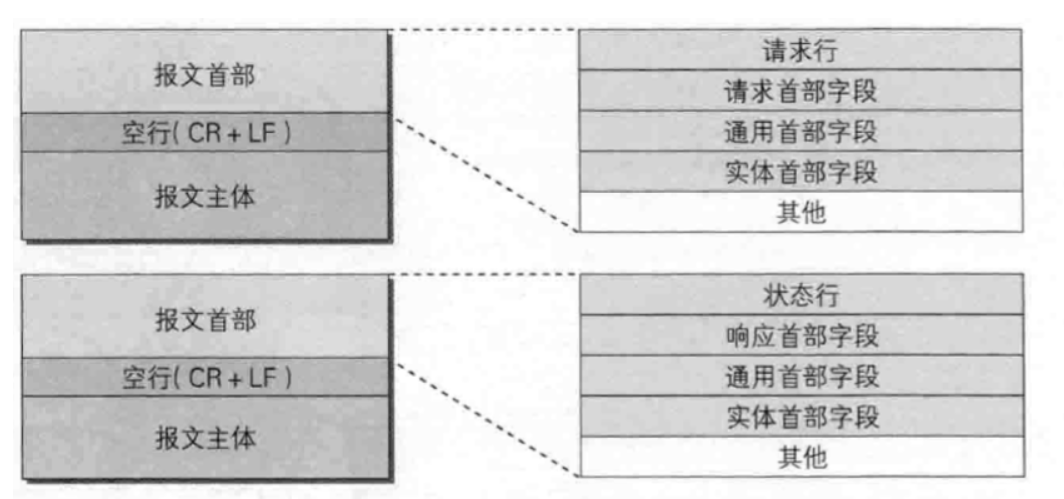 报文首部
空行(CR+LF)
报文主体
请求行
请求首部字段
通用首部字段
实体首部字段
其他
报文首部
空行(CR+LF)
报文主体
状态行
响应首部字段
通用首部字段
实体首部字段
其他